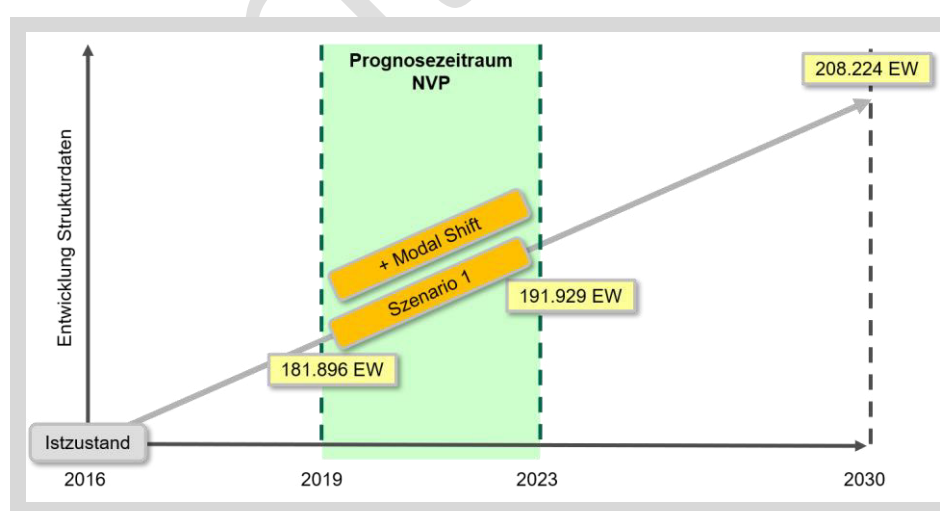 Prognosezeitraum
NVP
208.224 EW
Entwicklung Strukturdaten
+ Modal Shift
Szenario 1
191.929 EW
181.896 EW
Istzustand
2016
2019
2023
2030